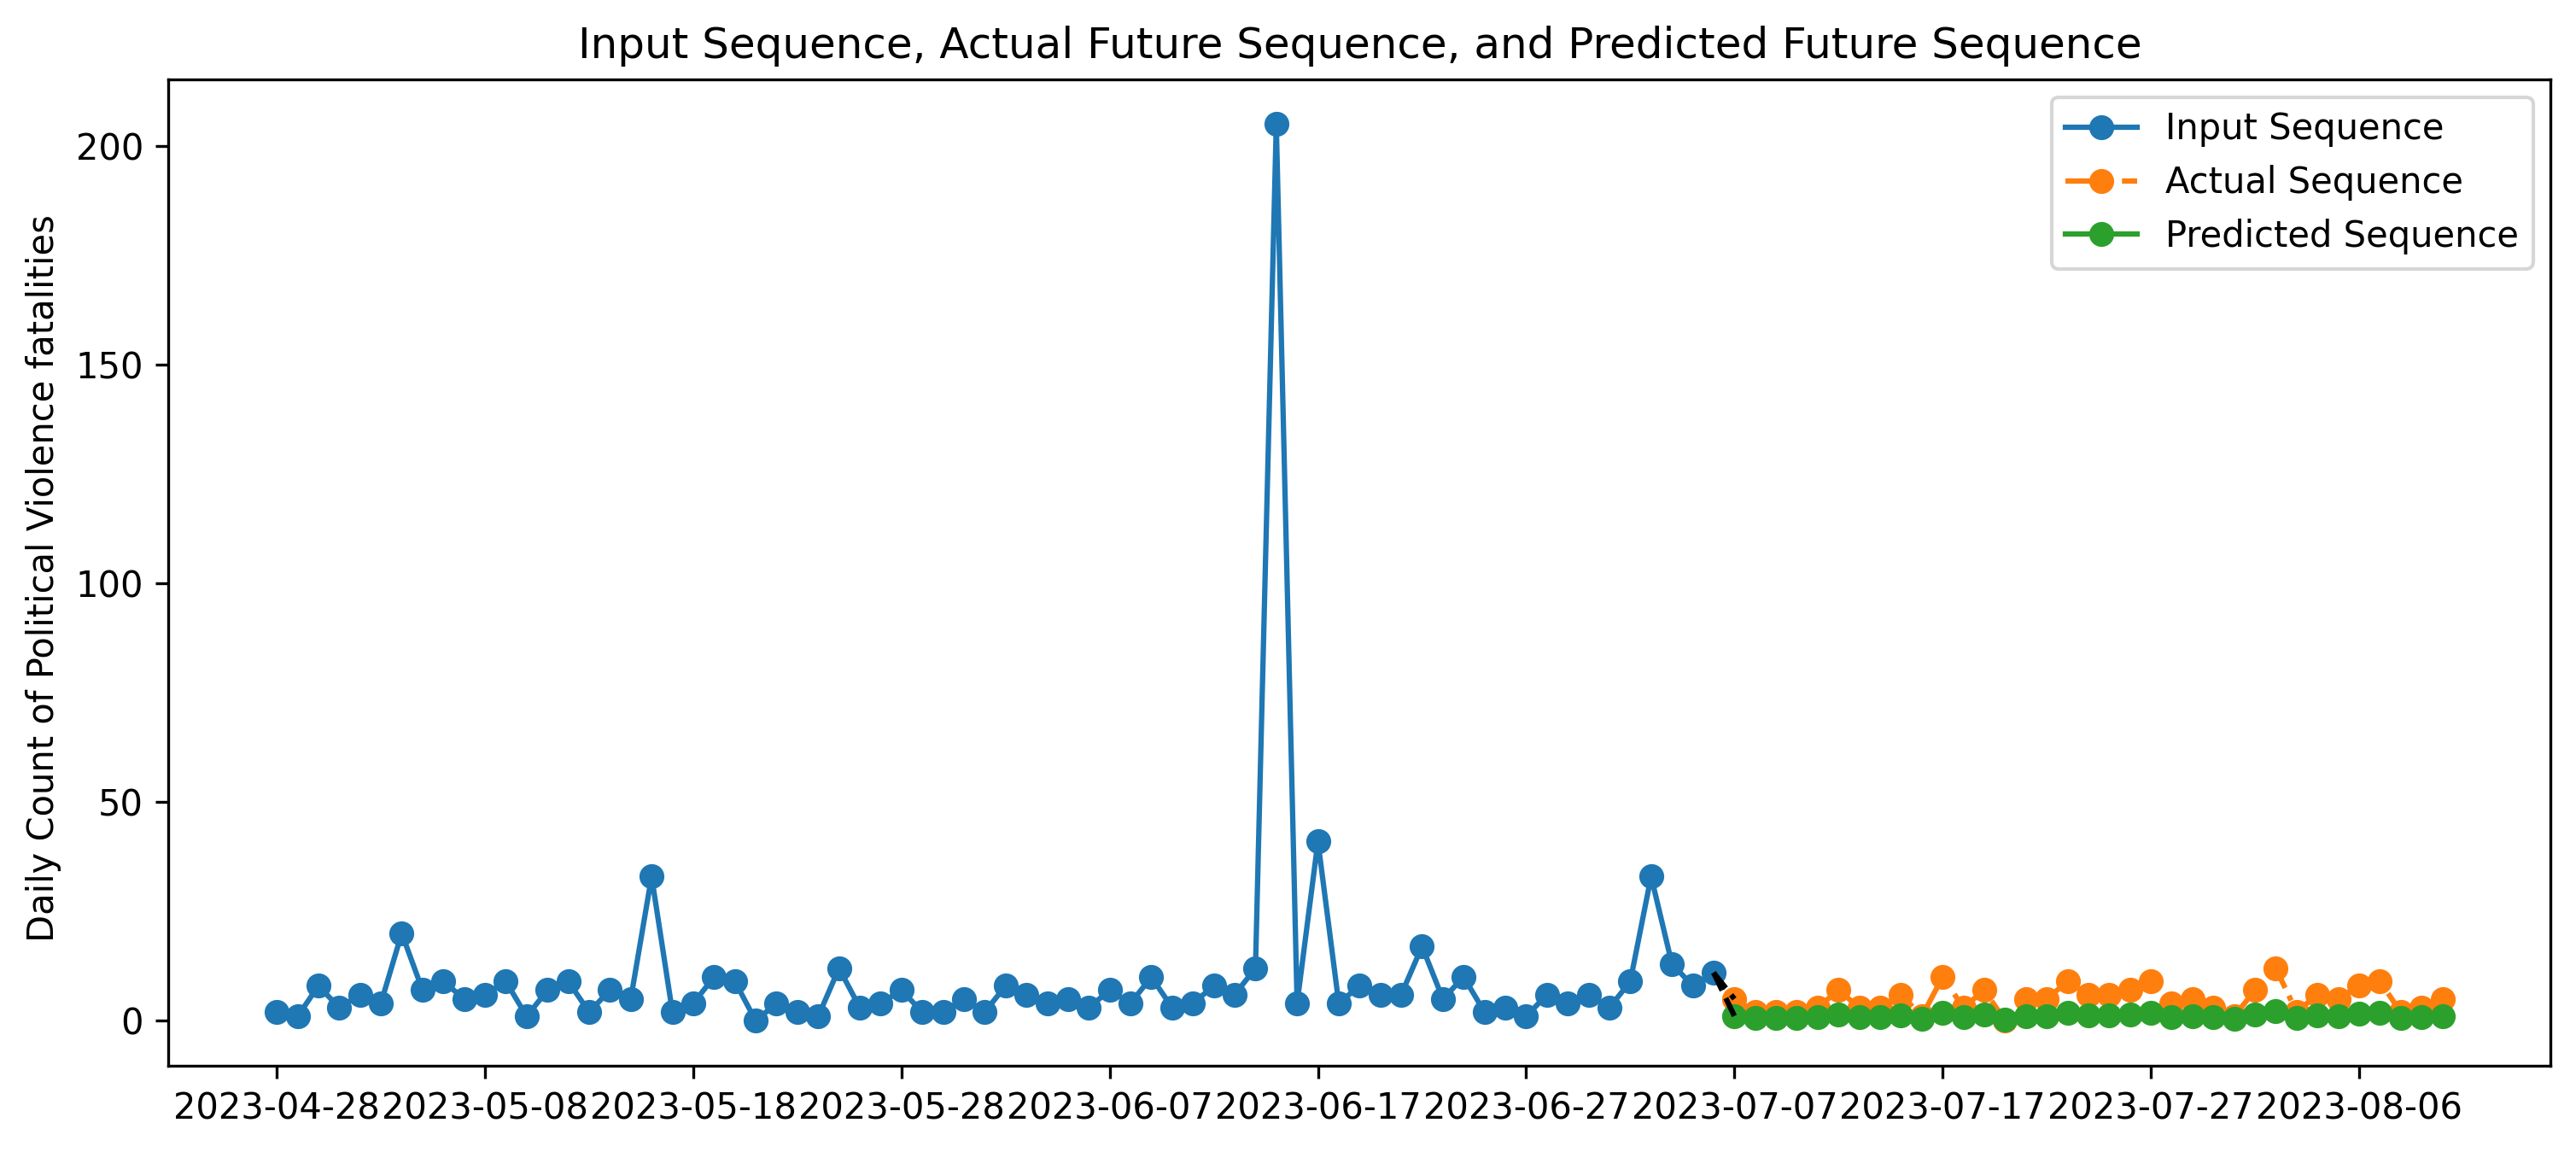 Input Sequence, Actual Future Sequence, and Predicted Future Sequence
Daily Count of Political Violence fatalities
200
150
100
50
0
Input Sequence
Actual Sequence
Predicted Sequence
2023-04-28 2023-05-08 2023-05-18 2023-05-28 2023-06-07 2023-06-17 2023-06-27 2023-07-07 2023-07-17 2023-07-27 2023-08-06